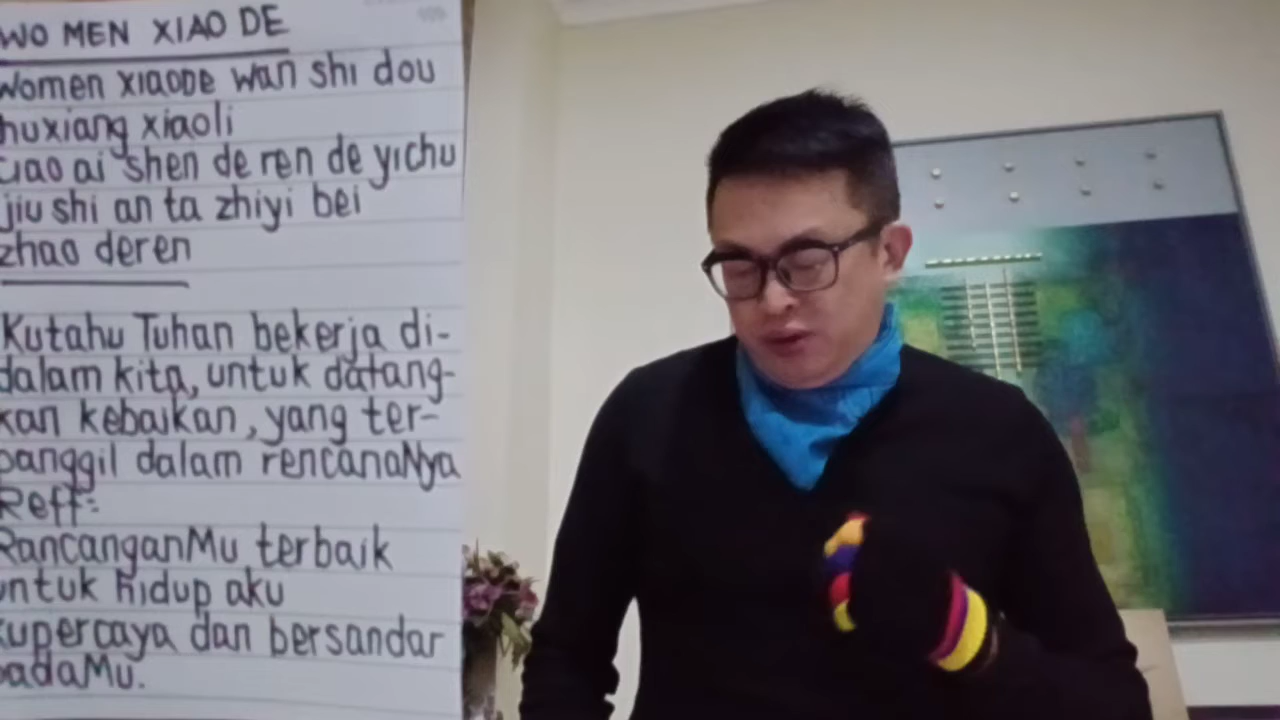 WO MEN XIAO DE
Women XIAODE wan shi dou
huxiang xiaoli
jiao ai shen de ren de yichu
jiu shi an ta zhiyi bei
zhao deren
Kutahu Tuhan bekerja di-
dalam kita, untuk datang-
kan kebaikan, yang ter-
panggil dalam rencanaNya
Reff:
RancanganMu terbaik
untuk hidup aku
kupercaya dan bersandar
padaMu.